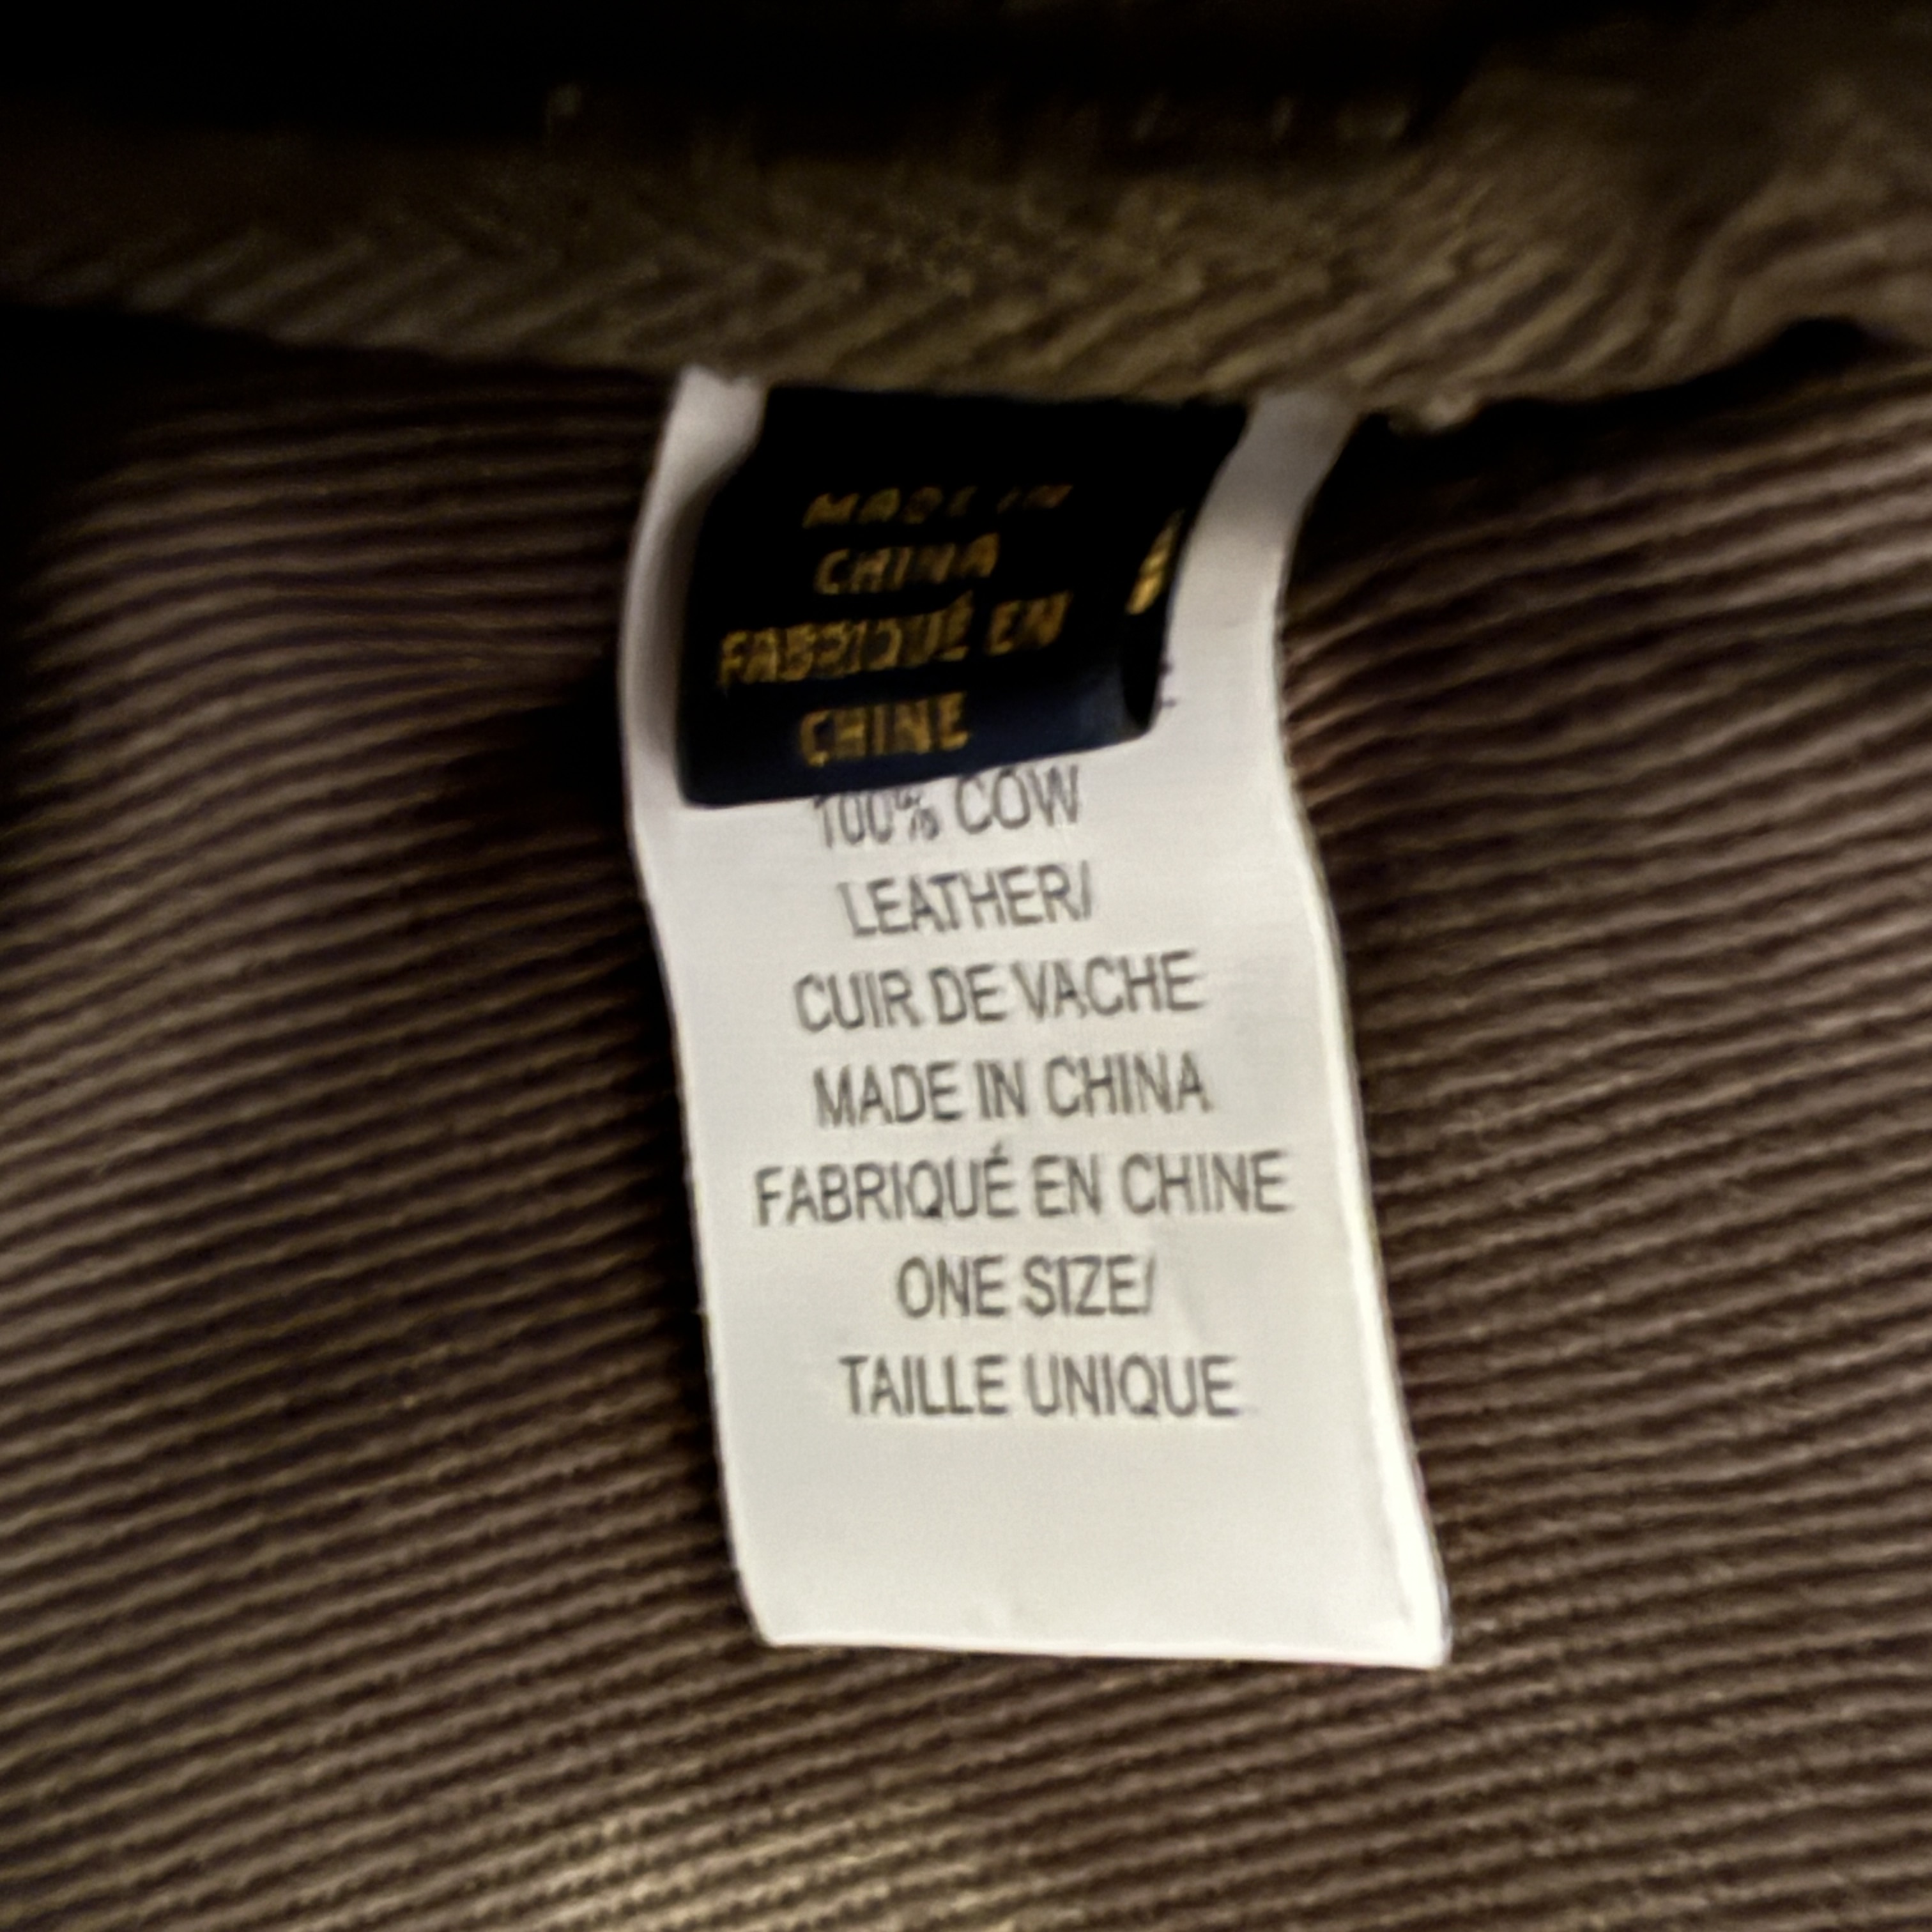 MADE IN
CHINA
FABRIQUÉ EN
CHINE
100% COW
LEATHER/
CUIR DE VACHE
MADE IN CHINA
FABRIQUÉ EN CHINE
ONE SIZE/
TAILLE UNIQUE